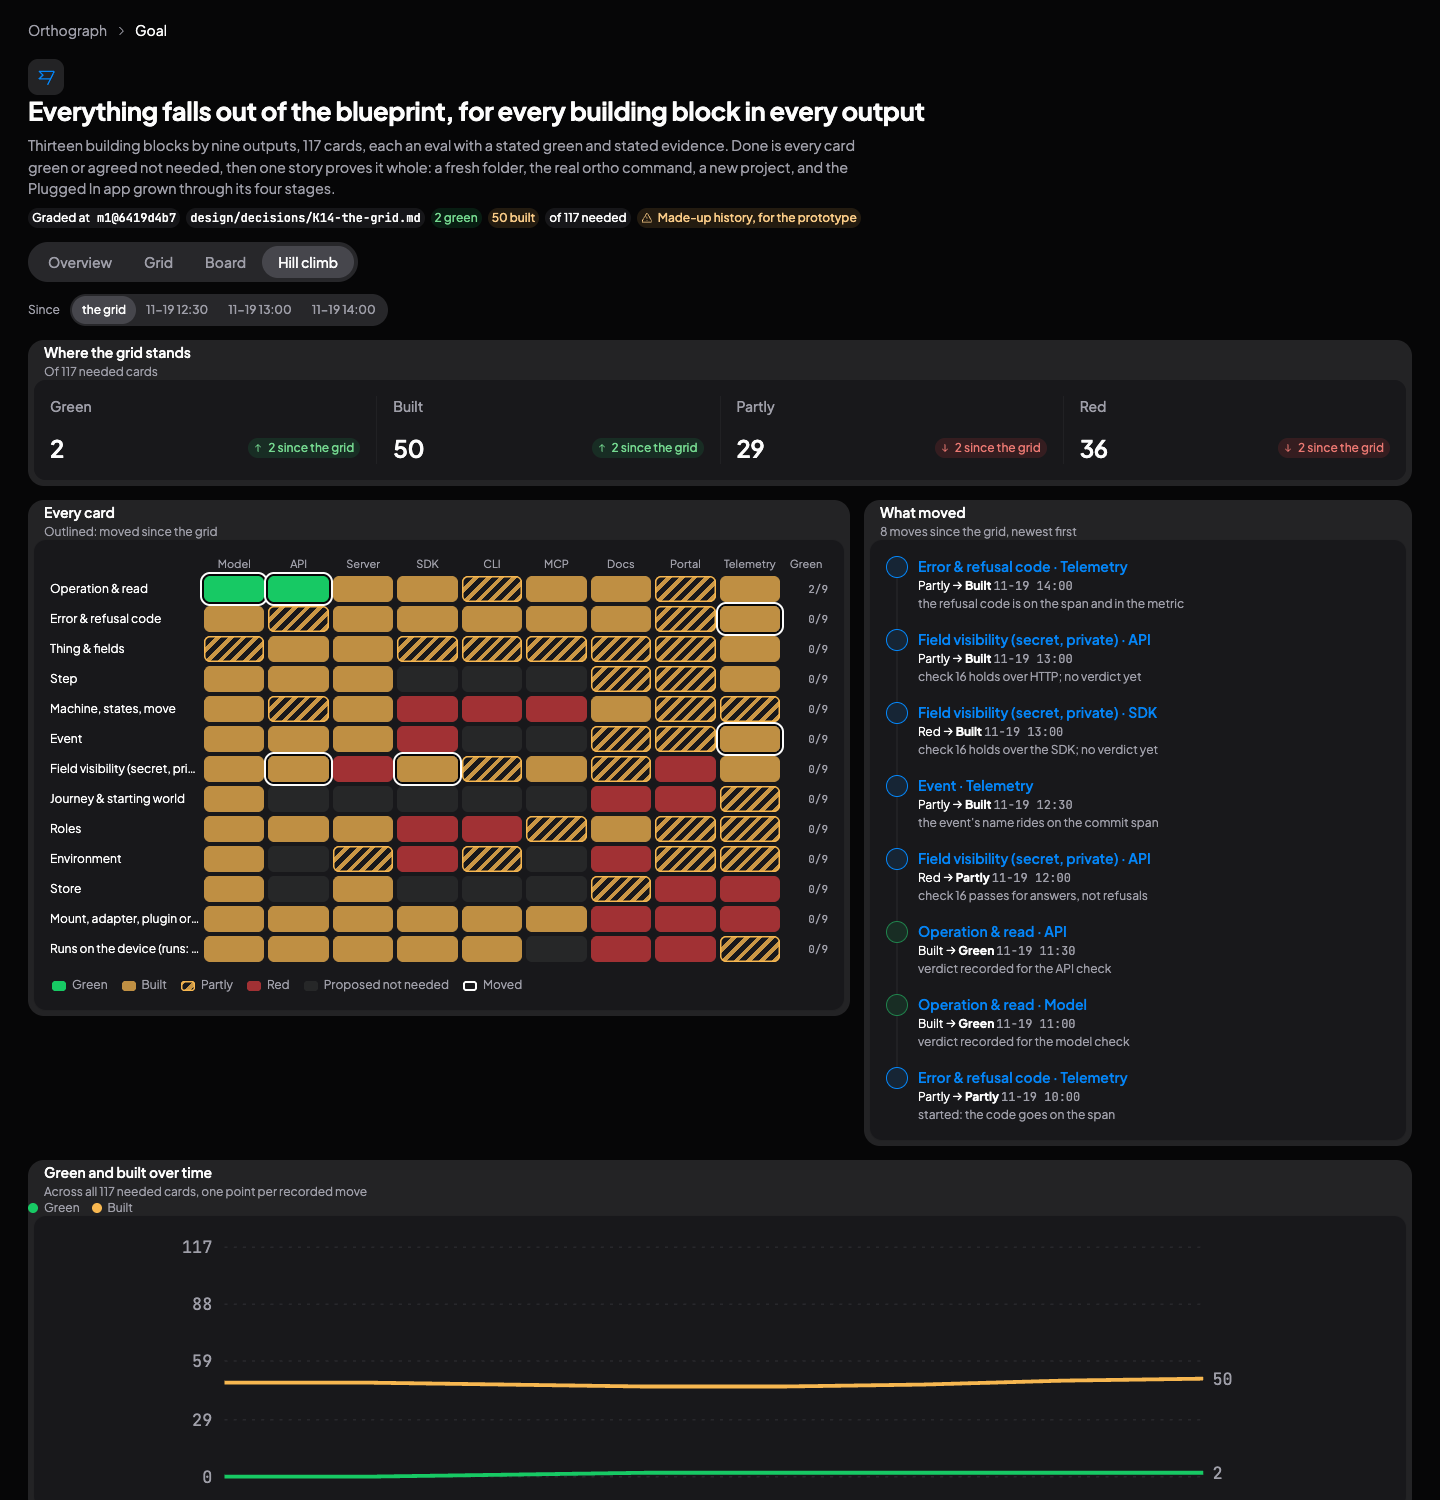 Orthograph > Goal
Everything falls out of the blueprint, for every building block in every output
Thirteen building blocks by nine outputs, 117 cards, each an eval with a stated green and stated evidence. Done is every card
green or agreed not needed, then one story proves it whole: a fresh folder, the real ortho command, a new project, and the
Plugged In app grown through its four stages.
Graded at m1@6419d4b7 design/decisions/K14-the-grid.md 2 green 50 built of 117 needed Made-up history, for the prototype
Overview Grid Board Hill climb
Since the grid 11-19 12:30 11-19 13:00 11-19 14:00
Where the grid stands
Of 117 needed cards
Green Built Partly Red
2 ↑ 2 since the grid 50 ↑ 2 since the grid 29 ↓ 2 since the grid 36 ↓ 2 since the grid
Every card
Outlined: moved since the grid
Model API Server SDK CLI MCP Docs Portal Telemetry Green
Operation & read 2/9
Error & refusal code 0/9
Thing & fields 0/9
Step 0/9
Machine, states, move 0/9
Event 0/9
Field visibility (secret, pri... 0/9
Journey & starting world 0/9
Roles 0/9
Environment 0/9
Store 0/9
Mount, adapter, plugin or... 0/9
Runs on the device (runs: ... 0/9
Green Built Partly Red Proposed not needed Moved
What moved
8 moves since the grid, newest first
Error & refusal code · Telemetry
Partly → Built 11-19 14:00
the refusal code is on the span and in the metric
Field visibility (secret, private) · API
Partly → Built 11-19 13:00
check 16 holds over HTTP; no verdict yet
Field visibility (secret, private) · SDK
Red → Built 11-19 13:00
check 16 holds over the SDK; no verdict yet
Event · Telemetry
Partly → Built 11-19 12:30
the event's name rides on the commit span
Field visibility (secret, private) · API
Red → Partly 11-19 12:00
check 16 passes for answers, not refusals
Operation & read · API
Built → Green 11-19 11:30
verdict recorded for the API check
Operation & read · Model
Built → Green 11-19 11:00
verdict recorded for the model check
Error & refusal code · Telemetry
Partly → Partly 11-19 10:00
started: the code goes on the span
Green and built over time
Across all 117 needed cards, one point per recorded move
Green Built
117
88
59
50
29
0
2